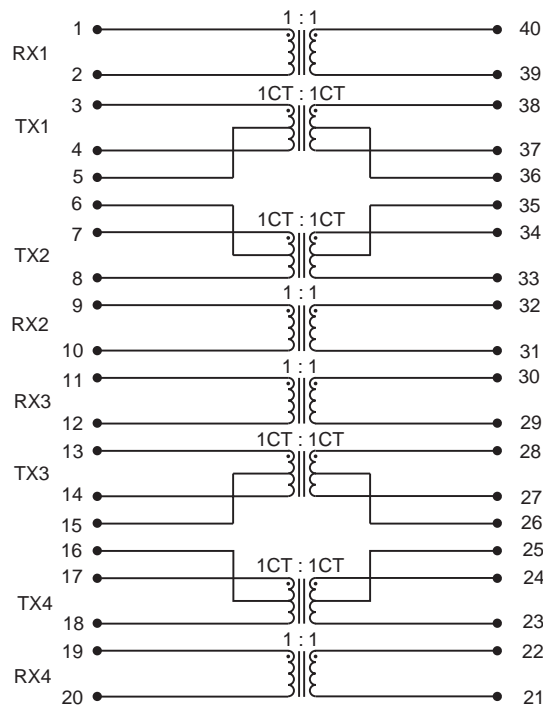 1 1 : 1 40
RX1
2 39
3 1CT : 1CT 38
TX1
4 37
5 36
6 35
7 1CT : 1CT 34
TX2
8 33
9 1 : 1 32
RX2
10 31
11 1 : 1 30
RX3
12 29
13 1CT : 1CT 28
TX3
14 27
15 26
16 25
17 1CT : 1CT 24
TX4
18 23
19 1 : 1 22
RX4
20 21